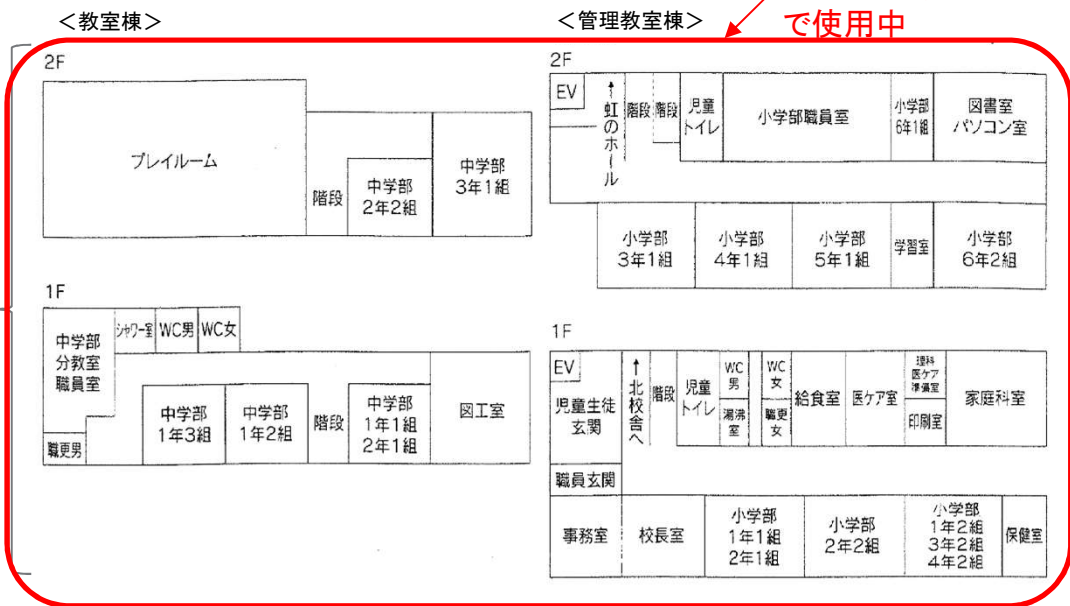 で使用中
<教室棟>
2F
プレイルーム
階段
中学部
2年2組
中学部
3年1組
1F
中学部
分教室
職員室
シャワー室
WC男
WC女
職更男
中学部
1年3組
中学部
1年2組
階段
中学部
1年1組
2年1組
図工室
<管理教室棟>
2F
EV
↑虹のホール
階段
階段
児童
トイレ
小学部職員室
小学部
6年1組
図書室
パソコン室
小学部
3年1組
小学部
4年1組
小学部
5年1組
学習室
小学部
6年2組
1F
EV
児童生徒
玄関
職員玄関
↑北校舎へ
階段
児童
トイレ
WC
男
湯沸
室
WC
女
職更
女
給食室
医ケア室
理科
医ケア
準備室
印刷室
家庭科室
事務室
校長室
小学部
1年1組
2年1組
小学部
2年2組
小学部
1年2組
3年2組
4年2組
保健室